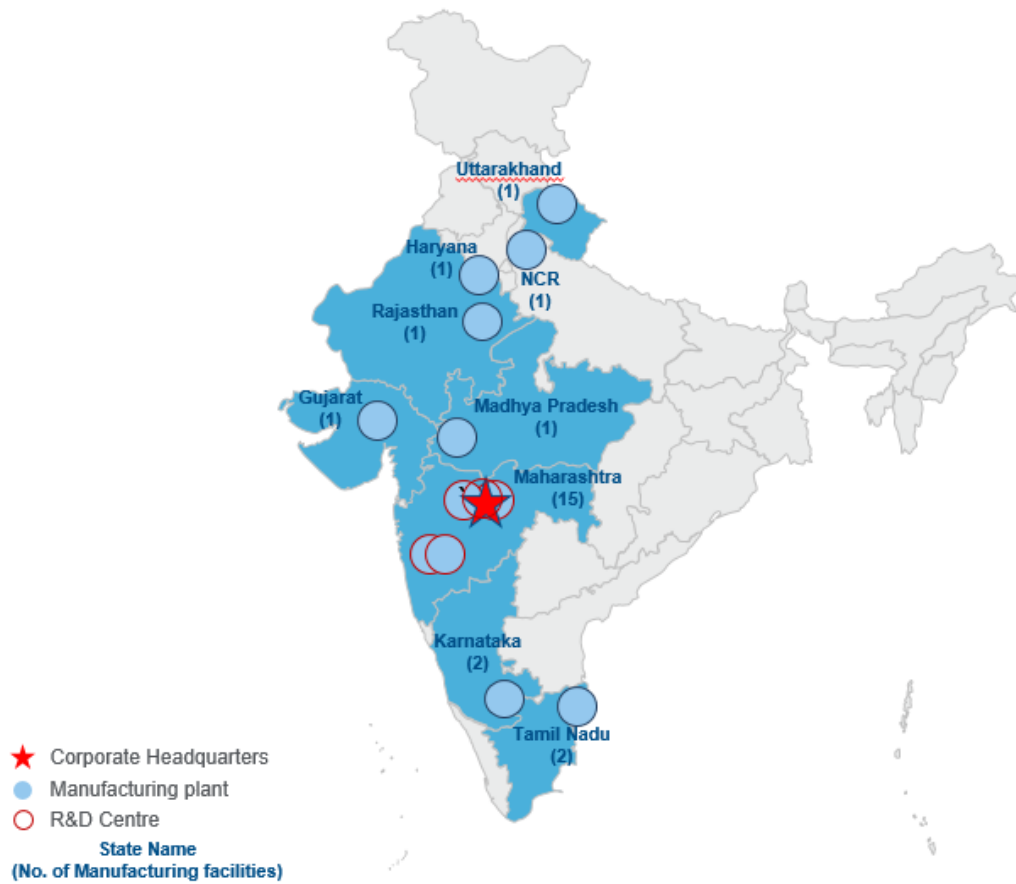 Uttarakhand
(1)
Haryana
(1)
NCR
(1)
Rajasthan
(1)
Gujarat
(1)
Madhya Pradesh
(1)
Maharashtra
(15)
Karnataka
(2)
Tamil Nadu
(2)
Corporate Headquarters
Manufacturing plant
R&D Centre
State Name
(No. of Manufacturing facilities)